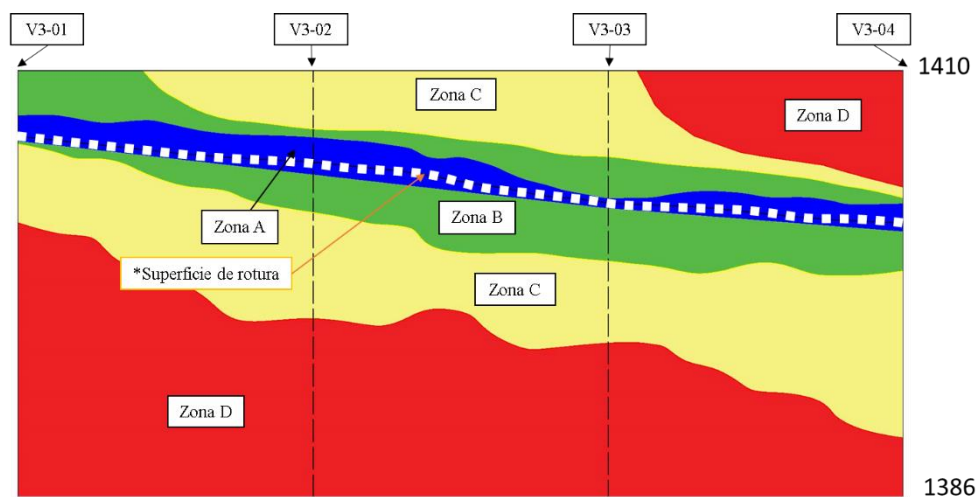 V3-01
V3-02
V3-03
V3-04
1410
Zona C
Zona D
Zona A
Zona B
*Superficie de rotura
Zona C
Zona D
1386